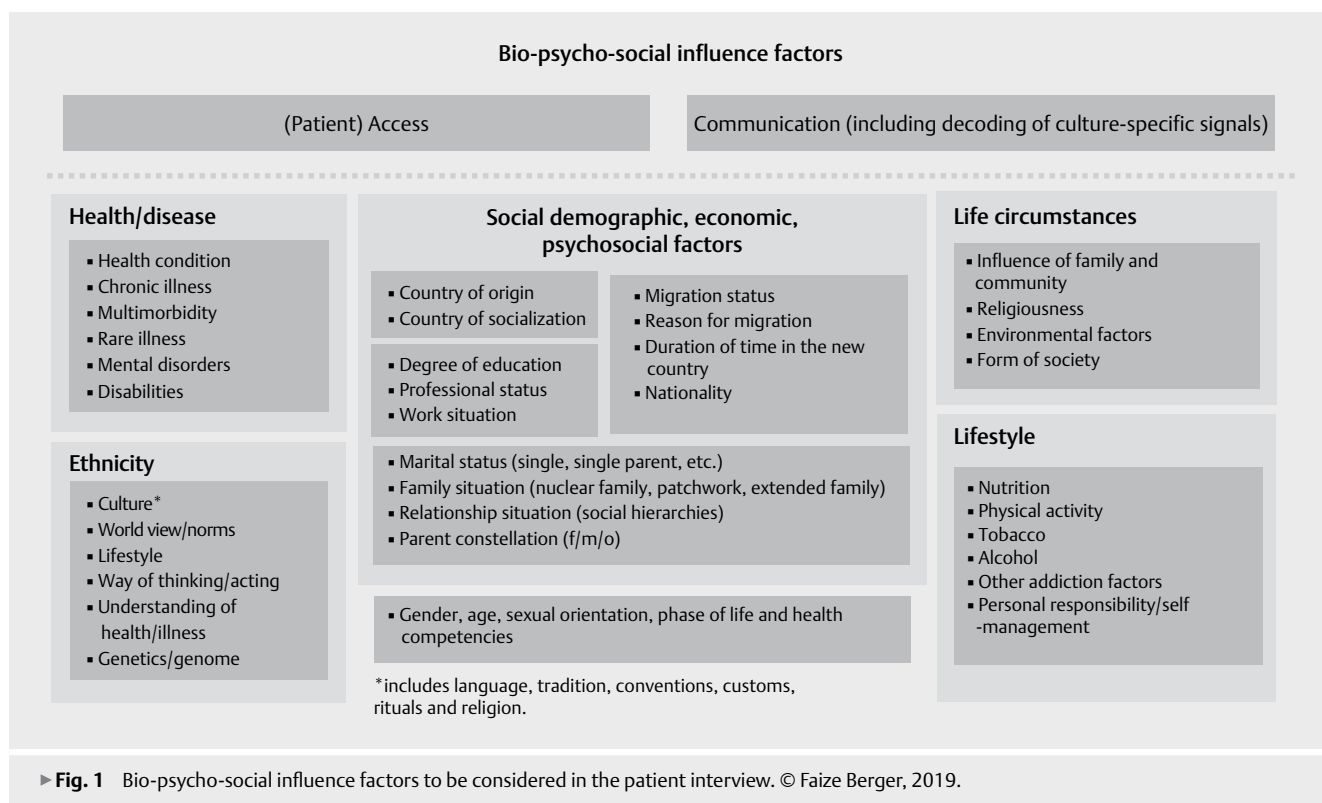 Bio-psycho-social influence factors
(Patient) Access
Communication (including decoding of culture-specific signals)
Health/disease
▪ Health condition
▪ Chronic illness
▪ Multimorbidity
▪ Rare illness
▪ Mental disorders
▪ Disabilities
Ethnicity
▪ Culture*
▪ World view/norms
▪ Lifestyle
▪ Way of thinking/acting
▪ Understanding of
health/illness
▪ Genetics/genome
Social demographic, economic,
psychosocial factors
▪ Country of origin
▪ Country of socialization
▪ Degree of education
▪ Professional status
▪ Work situation
▪ Migration status
▪ Reason for migration
▪ Duration of time in the new
country
▪ Nationality
▪ Marital status (single, single parent, etc.)
▪ Family situation (nuclear family, patchwork, extended family)
▪ Relationship situation (social hierarchies)
▪ Parent constellation (f/m/o)
▪ Gender, age, sexual orientation, phase of life and health
competencies
*includes language, tradition, conventions, customs,
rituals and religion.
Life circumstances
▪ Influence of family and
community
▪ Religiousness
▪ Environmental factors
▪ Form of society
Lifestyle
▪ Nutrition
▪ Physical activity
▪ Tobacco
▪ Alcohol
▪ Other addiction factors
▪ Personal responsibility/self
-management
▶Fig. 1 Bio-psycho-social influence factors to be considered in the patient interview. © Faize Berger, 2019.